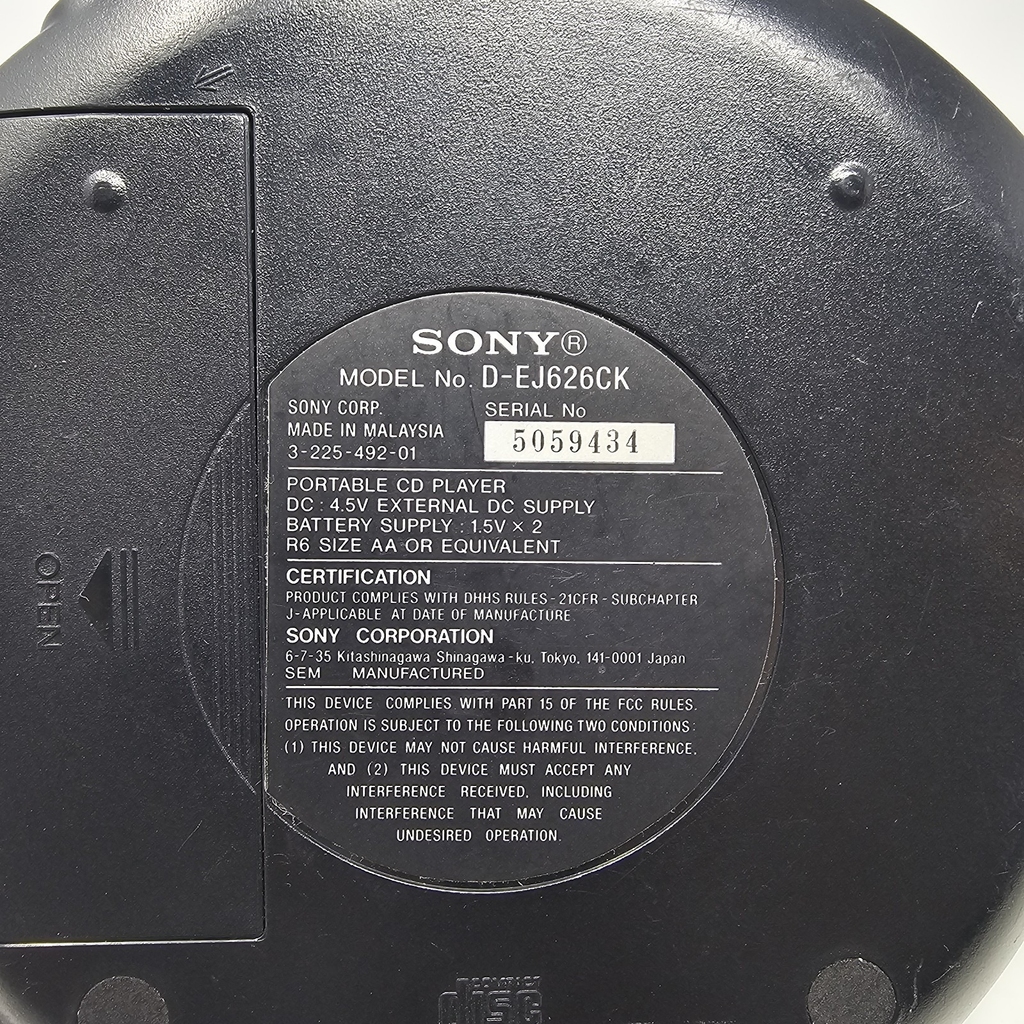 SONY®
MODEL No. D-EJ626CK
SONY CORP.
MADE IN MALAYSIA
3-225-492-01
SERIAL No
5059434
PORTABLE CD PLAYER
DC : 4.5V EXTERNAL DC SUPPLY
BATTERY SUPPLY : 1.5V × 2
R6 SIZE AA OR EQUIVALENT
CERTIFICATION
PRODUCT COMPLIES WITH DHHS RULES - 21CFR - SUBCHAPTER
J-APPLICABLE AT DATE OF MANUFACTURE
SONY CORPORATION
6-7-35 Kitashinagawa Shinagawa-ku, Tokyo, 141-0001 Japan
SEM MANUFACTURED
THIS DEVICE COMPLIES WITH PART 15 OF THE FCC RULES.
OPERATION IS SUBJECT TO THE FOLLOWING TWO CONDITIONS:
(1) THIS DEVICE MAY NOT CAUSE HARMFUL INTERFERENCE,
AND (2) THIS DEVICE MUST ACCEPT ANY
INTERFERENCE RECEIVED, INCLUDING
INTERFERENCE THAT MAY CAUSE
UNDESIRED OPERATION.
OPEN
COMPACT
disc